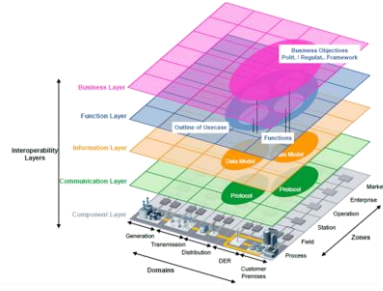 Business Objectives
Polit. / Regulat.. Framework
Business Layer
Function Layer
Outline of Usecase
Functions
Interoperability
Layers
Information Layer
Data Model
Data Model
Communication Layer
Protocol
Protocol
Component Layer
Market
Enterprise
Operation
Station
Field
Process
Zones
Generation
Transmission
Distribution
DER
Customer
Premises
Domains